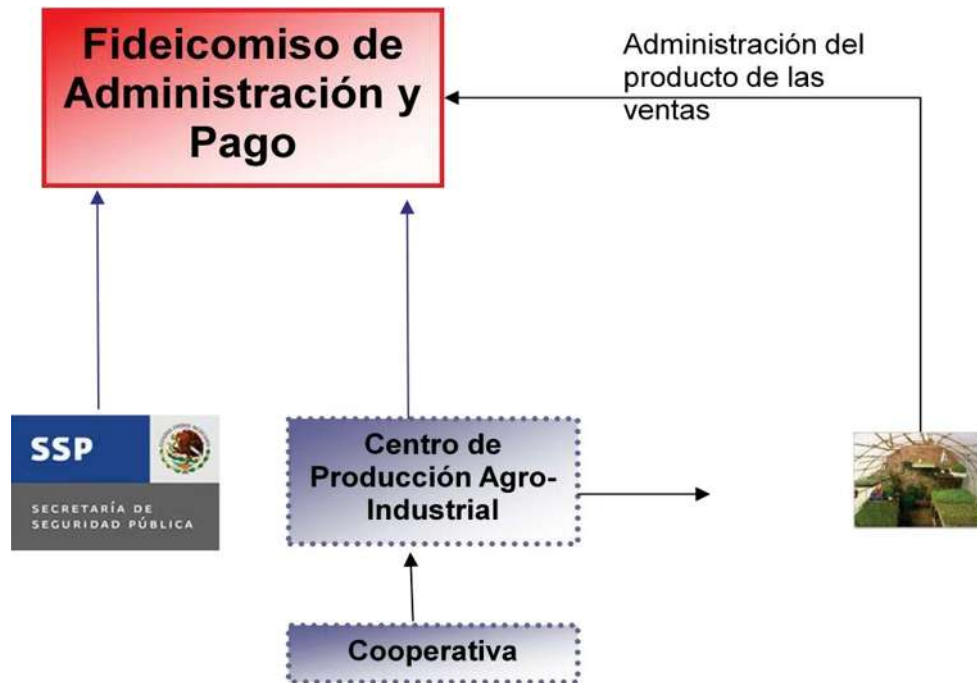 Fideicomiso de
Administración y
Pago
Administración del
producto de las
ventas
SSP
SECRETARÍA DE
SEGURIDAD PÚBLICA
Centro de
Producción Agro-
Industrial
Cooperativa